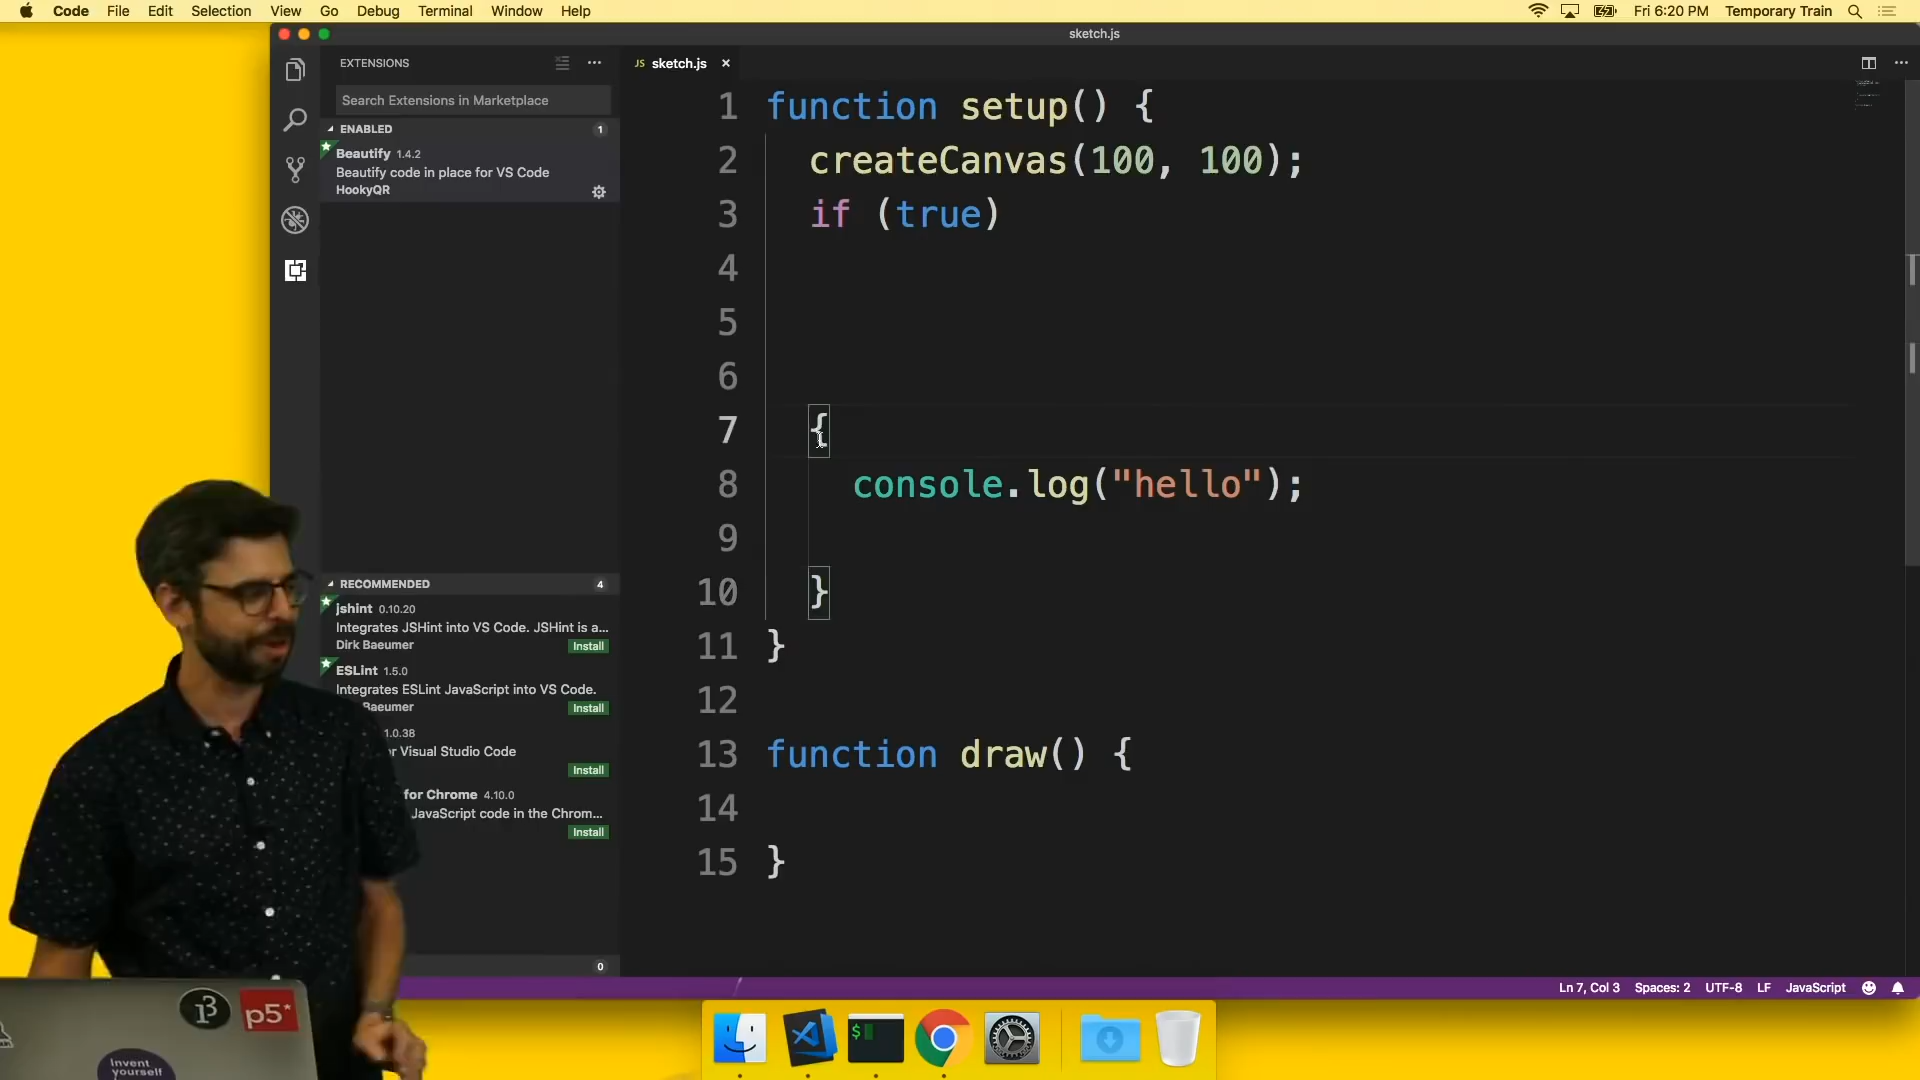 Code File Edit Selection View Go Debug Terminal Window Help
Fri 6:20 PM Temporary Train
sketch.js
EXTENSIONS
Search Extensions in Marketplace
ENABLED 1
Beautify 1.4.2
Beautify code in place for VS Code
HookyQR
RECOMMENDED 4
jshint 0.10.20
Integrates JSHint into VS Code. JSHint is a...
Dirk Baeumer
Install
ESLint 1.5.0
Integrates ESLint JavaScript into VS Code.
Baeumer
Install
1.0.38
r Visual Studio Code
Install
for Chrome 4.10.0
JavaScript code in the Chrom...
Install
0
JS sketch.js
1 function setup() {
2 createCanvas(100, 100);
3 if (true)
4
5
6
7 {
8 console.log("hello");
9
10 }
11 }
12
13 function draw() {
14
15 }
Ln 7, Col 3 Spaces: 2 UTF-8 LF JavaScript
$
p5*
Invent
yourself